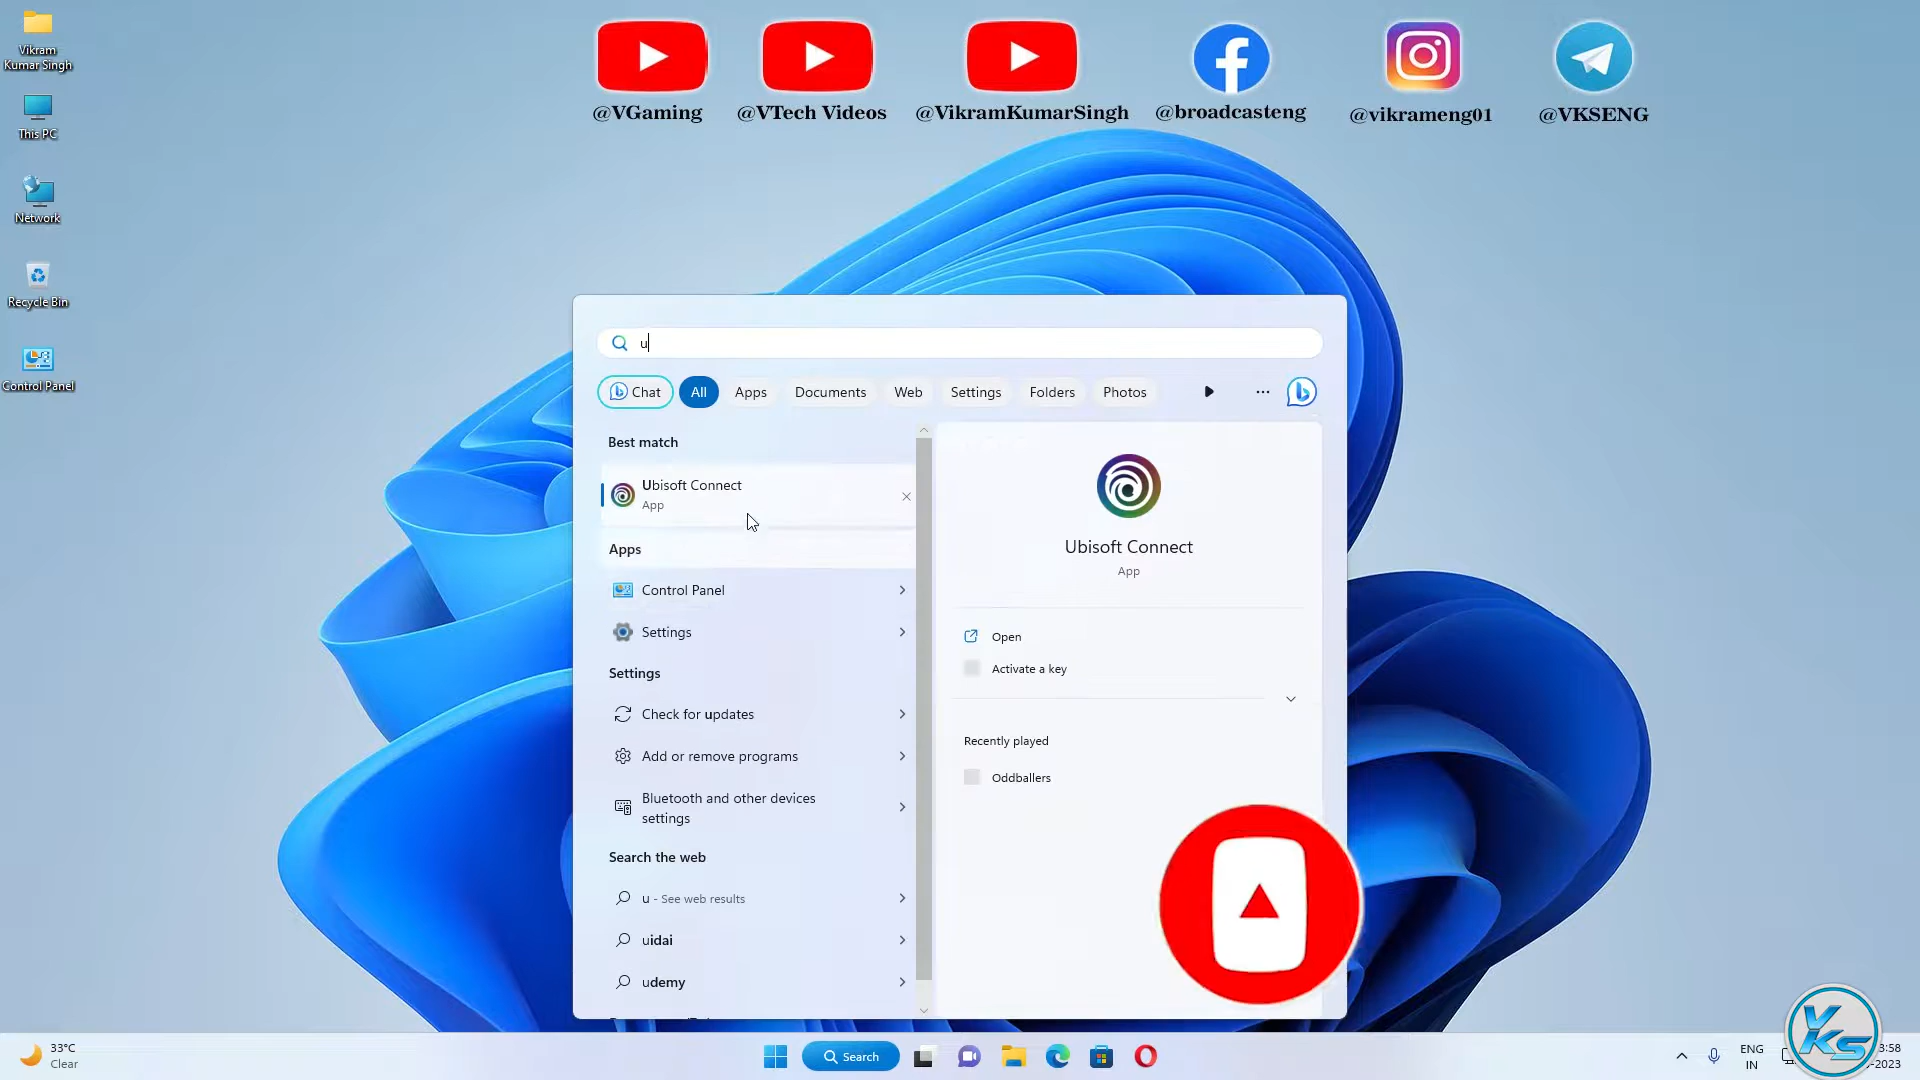 Vikram
Kumar Singh
This PC
Network
Recycle Bin
Control Panel
@VGaming
@VTech Videos
@VikramKumarSingh
@broadcasteng
@vikrameng01
@VKSENG
u
Chat
All
Apps
Documents
Web
Settings
Folders
Photos
Best match
Ubisoft Connect
App
Apps
Control Panel
Settings
Settings
Check for updates
Add or remove programs
Bluetooth and other devices
settings
Search the web
u - See web results
uidai
udemy
Ubisoft Connect
App
Open
Activate a key
Recently played
Oddballers
33°C
Clear
Search
ENG
IN
3:58
-2023
VKS